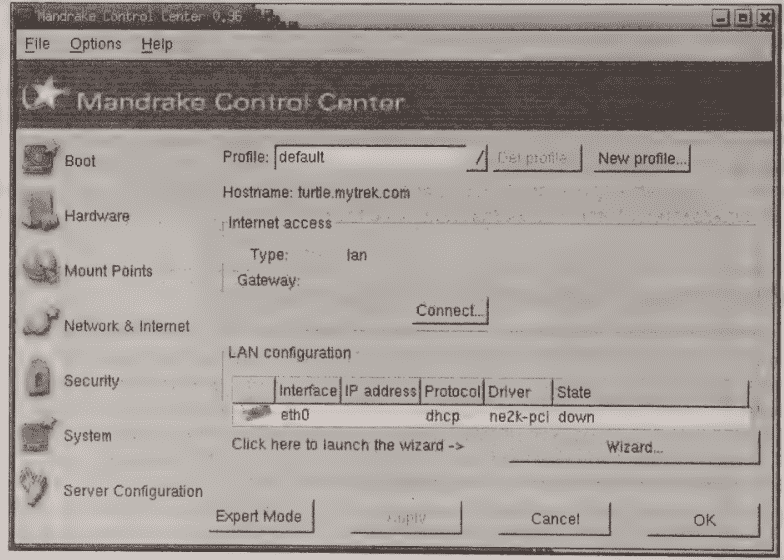 Mandrake Control Center 0.96
File Options Help
Mandrake Control Center
Boot
Hardware
Mount Points
Network & Internet
Security
System
Server Configuration
Profile: default Del profile New profile...
Hostname: turtle.mytrek.com
Internet access
Type: lan
Gateway:
Connect...
LAN configuration
Interface IP address Protocol Driver State
eth0 dhcp ne2k-pci down
Click here to launch the wizard -> Wizard...
Expert Mode Apply Cancel OK